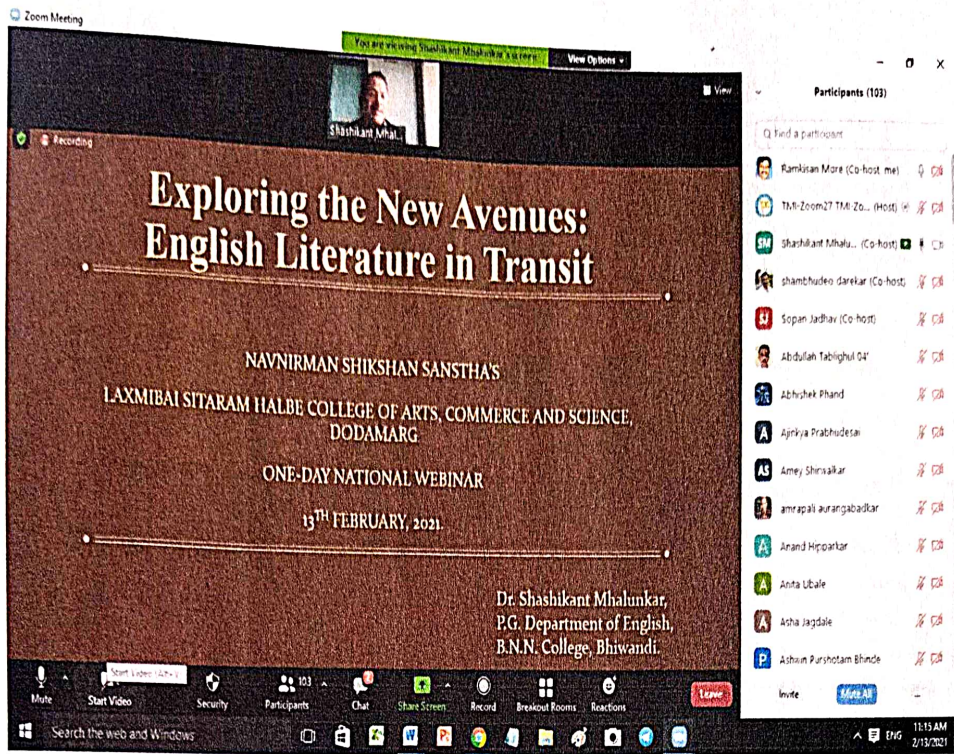 Zoom Meeting
You are viewing Shashikant Mhalunkar's screen
View Options
View
Shashikant Mhal...
Recording
Exploring the New Avenues:
English Literature in Transit
NAVNIRMAN SHIKSHAN SANSTHA'S
LAXMIBAI SITARAM HALBE COLLEGE OF ARTS, COMMERCE AND SCIENCE,
DODAMARG
ONE-DAY NATIONAL WEBINAR
13TH FEBRUARY, 2021.
Dr. Shashikant Mhalunkar,
P.G. Department of English,
B.N.N. College, Bhiwandi.
Participants (103)
Find a participant
Ramkisan More (Co-host, me)
TMI-Zoom27 TMI-Zo... (Host)
SM Shashikant Mhalu... (Co-host)
shambhudeo darekar (Co-host)
SJ Sopan Jadhav (Co-host)
Abdullah Tablighul 04'
Abhishek Phand
A Ajinkya Prabhudesai
AS Amey Shirwalkar
amrapali aurangabadkar
A Anand Hipparkar
A Anita Ubale
A Asha Jagdale
P Ashwin Purshotam Bhinde
Invite
Mute All
...
Mute
Start Video
Security
103
Participants
Chat
Share Screen
Record
Breakout Rooms
Reactions
Leave
Search the web and Windows
ENG
11:15 AM
2/13/2021